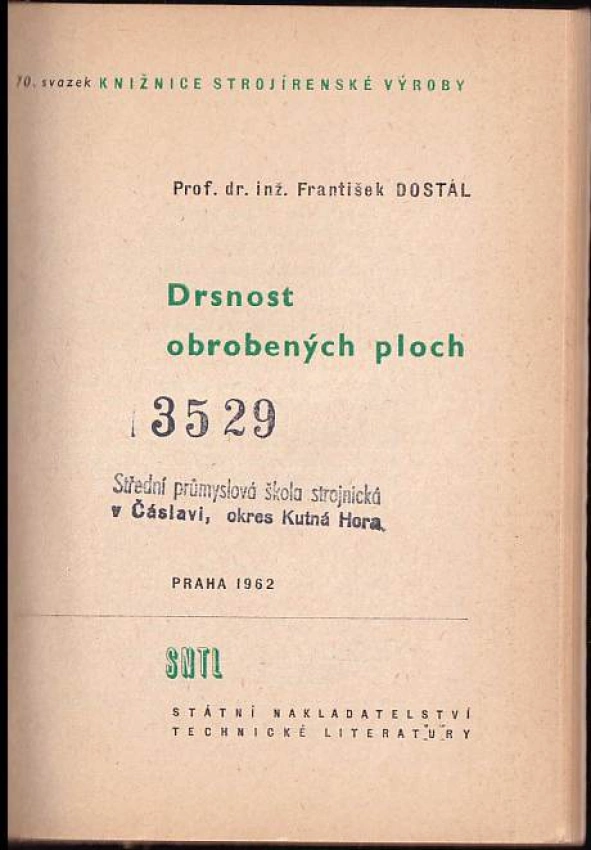 70. svazek KNIŽNICE STROJÍRENSKÉ VÝROBY
Prof. dr. inž. František DOSTÁL
Drsnost
obrobených ploch
3529
Střední průmyslová škola strojnická
v Čáslavi, okres Kutná Hora
PRAHA 1962
SNTL
STÁTNÍ NAKLADATELSTVÍ
TECHNICKÉ LITERATURY